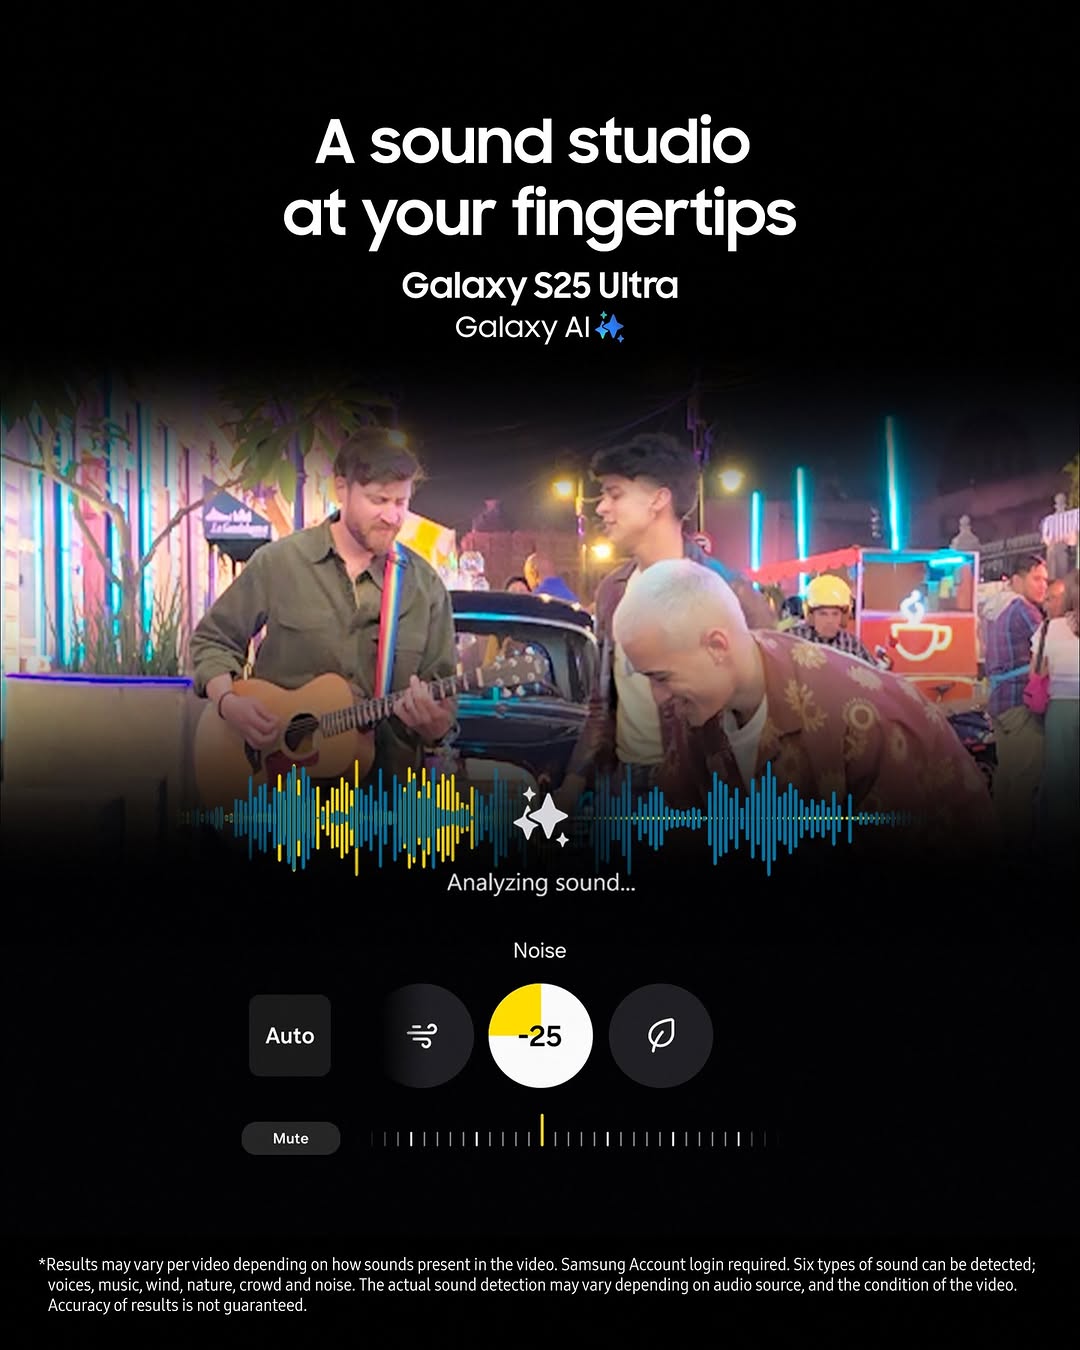 A sound studio
at your fingertips
Galaxy S25 Ultra
Galaxy AI
Analyzing sound...
Noise
Auto
-25
Mute
*Results may vary per video depending on how sounds present in the video. Samsung Account login required. Six types of sound can be detected;
voices, music, wind, nature, crowd and noise. The actual sound detection may vary depending on audio source, and the condition of the video.
Accuracy of results is not guaranteed.